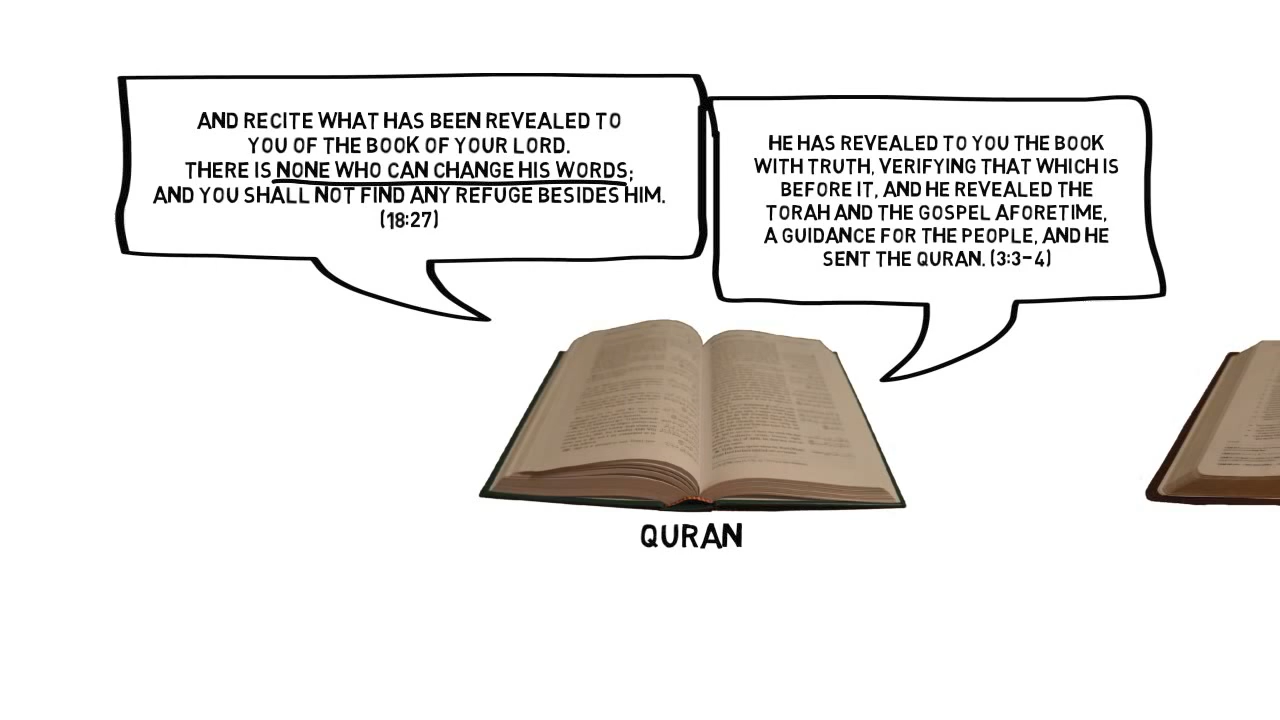 AND RECITE WHAT HAS BEEN REVEALED TO
YOU OF THE BOOK OF YOUR LORD.
THERE IS NONE WHO CAN CHANGE HIS WORDS;
AND YOU SHALL NOT FIND ANY REFUGE BESIDES HIM.
(18:27)
HE HAS REVEALED TO YOU THE BOOK
WITH TRUTH, VERIFYING THAT WHICH IS
BEFORE IT, AND HE REVEALED THE
TORAH AND THE GOSPEL AFORETIME,
A GUIDANCE FOR THE PEOPLE, AND HE
SENT THE QURAN. (3:3-4)
QURAN